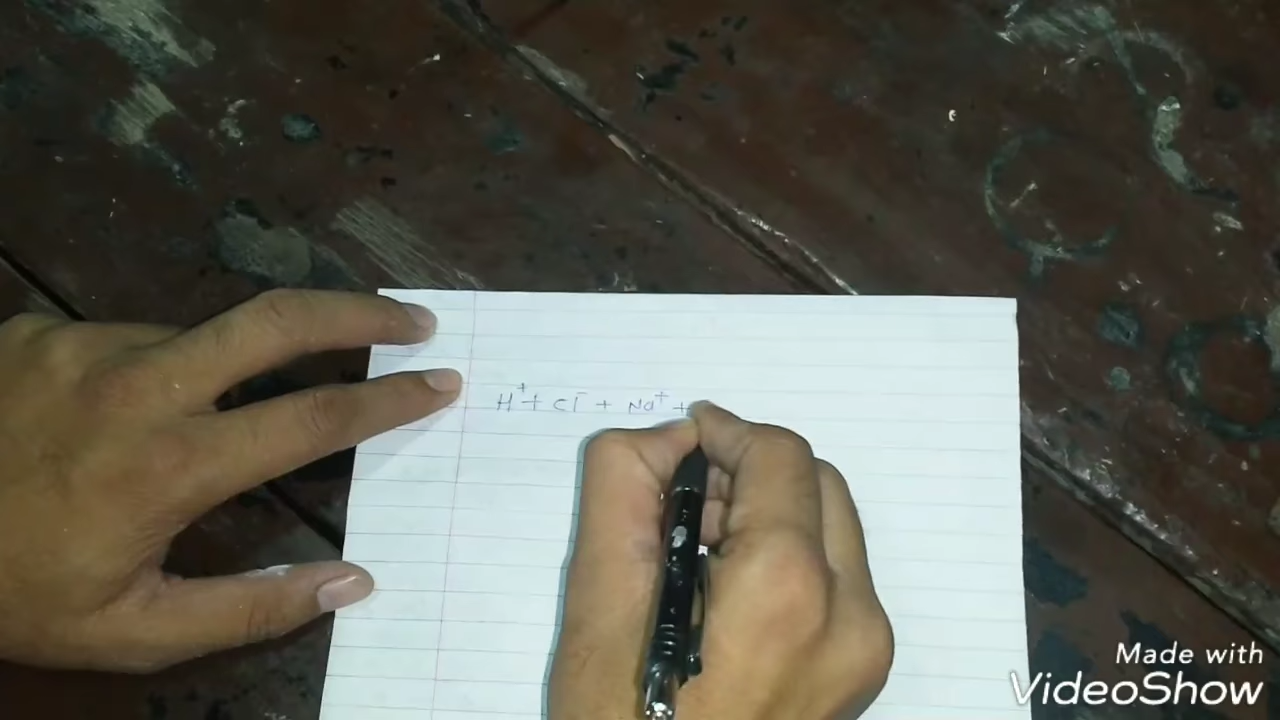 H⁺ + Cl⁻ + Na⁺ +
Made with
VideoShow